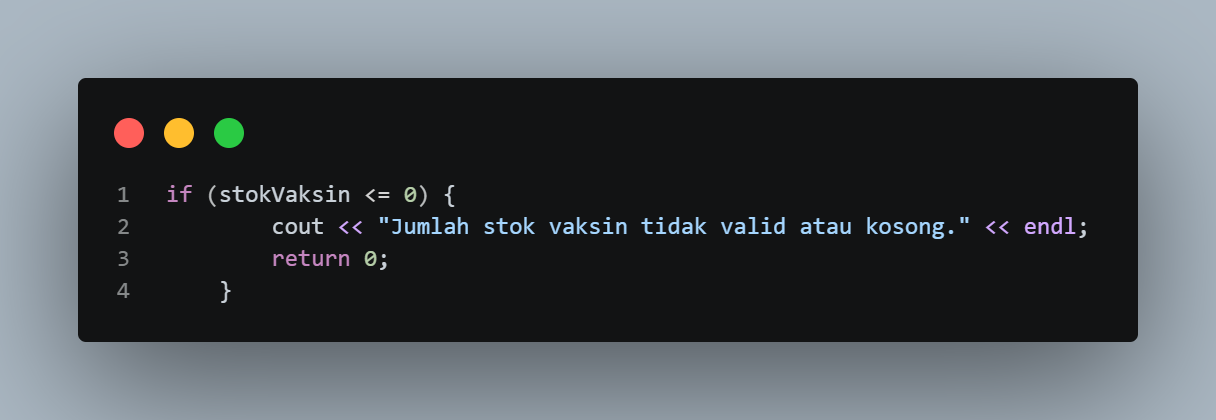 1 if (stokVaksin <= 0) {
2         cout << "Jumlah stok vaksin tidak valid atau kosong." << endl;
3         return 0;
4     }